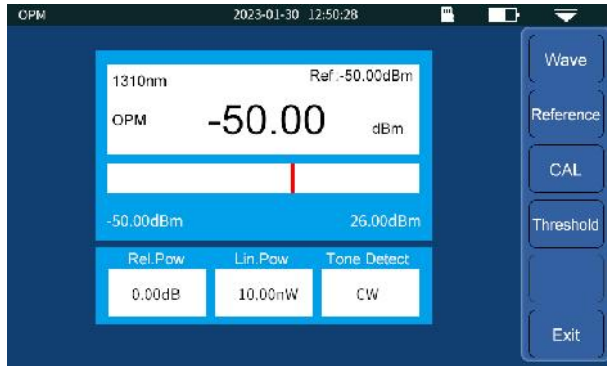 OPM 2023-01-30 12:50:28
1310nm Ref:-50.00dBm
OPM -50.00 dBm
-50.00dBm 26.00dBm
Rel.Pow Lin.Pow Tone Detect
0.00dB 10.00nW CW
Wave
Reference
CAL
Threshold
Exit